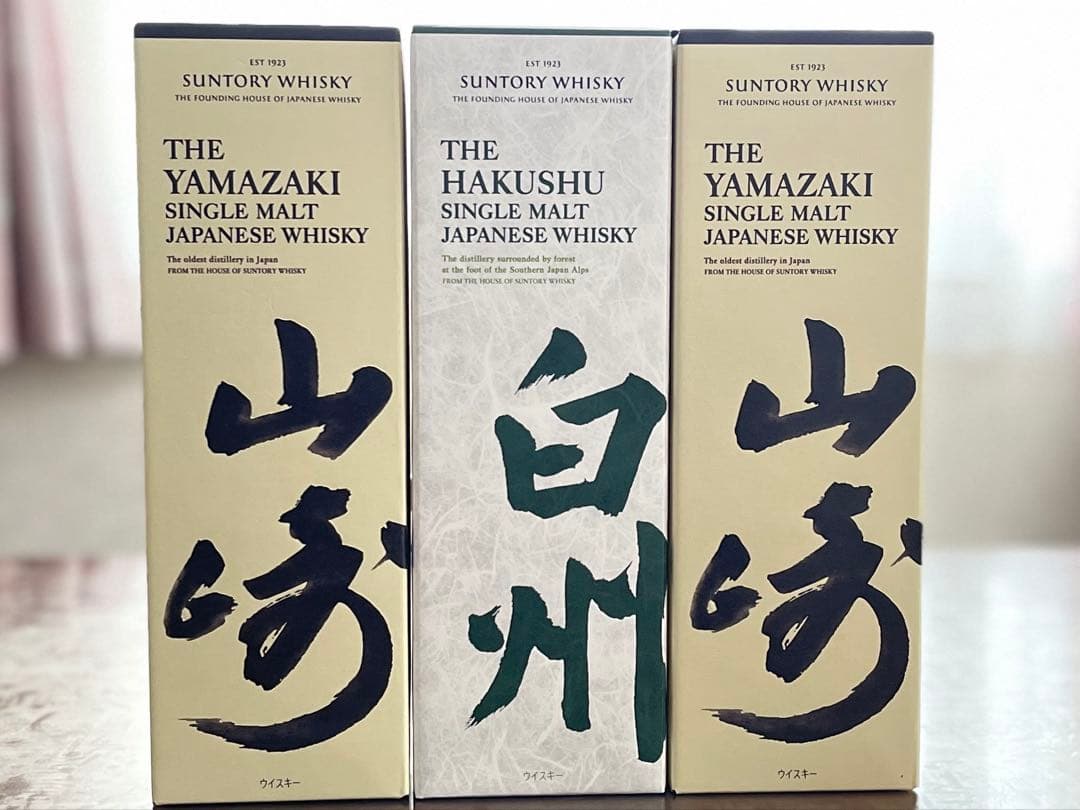 EST 1923
SUNTORY WHISKY
THE FOUNDING HOUSE OF JAPANESE WHISKY
THE
YAMAZAKI
SINGLE MALT
JAPANESE WHISKY
The oldest distillery in Japan
FROM THE HOUSE OF SUNTORY WHISKY
山
崎
ウイスキー
EST 1923
SUNTORY WHISKY
THE FOUNDING HOUSE OF JAPANESE WHISKY
THE
HAKUSHU
SINGLE MALT
JAPANESE WHISKY
The distillery surrounded by forest
at the foot of the Southern Japan Alps
FROM THE HOUSE OF SUNTORY WHISKY
白
州
ウイスキー
EST 1923
SUNTORY WHISKY
THE FOUNDING HOUSE OF JAPANESE WHISKY
THE
YAMAZAKI
SINGLE MALT
JAPANESE WHISKY
The oldest distillery in Japan
FROM THE HOUSE OF SUNTORY WHISKY
山
崎
ウイスキー